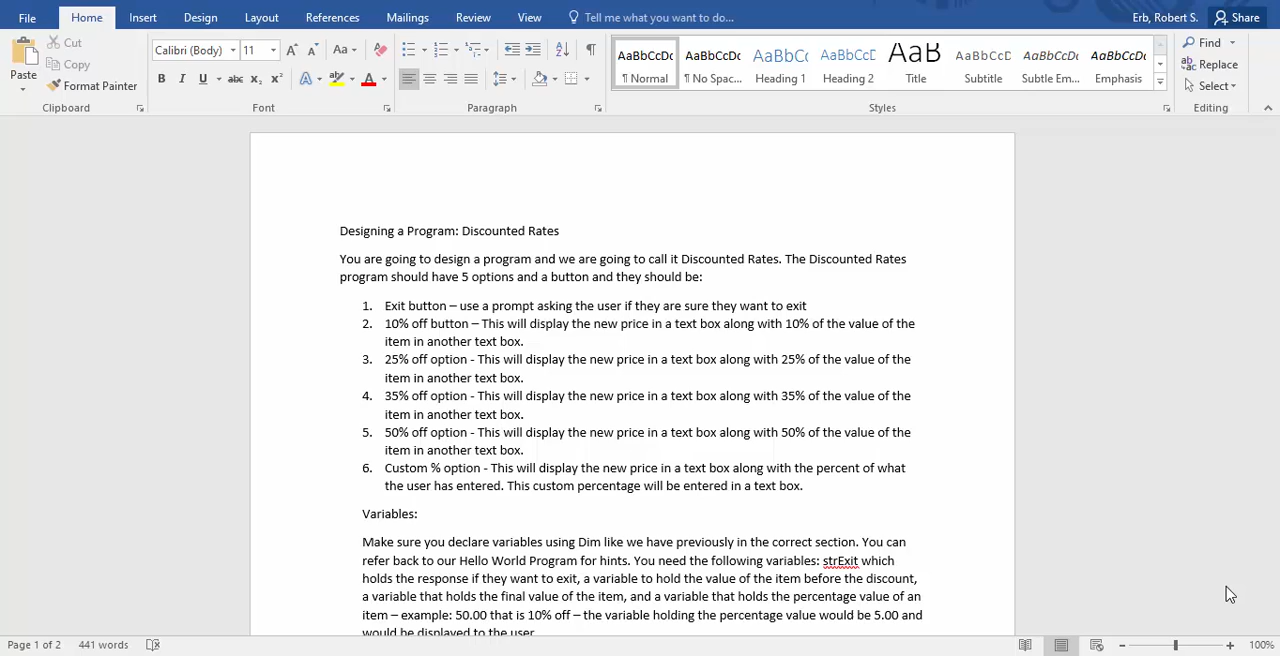 File Home Insert Design Layout References Mailings Review View Tell me what you want to do... Erb, Robert S. Share
Paste Cut Copy Format Painter
Calibri (Body) 11 Aa
B I U abc x₂ x² A A
AaBbCcDc AaBbCcDc AaBbCc AaBbCcD AaB AaBbCcD AaBbCcDc AaBbCcDc
¶ Normal ¶ No Spac... Heading 1 Heading 2 Title Subtitle Subtle Em... Emphasis
Find Replace Select
Clipboard Font Paragraph Styles Editing
Designing a Program: Discounted Rates
You are going to design a program and we are going to call it Discounted Rates. The Discounted Rates
program should have 5 options and a button and they should be:
1. Exit button – use a prompt asking the user if they are sure they want to exit
2. 10% off button – This will display the new price in a text box along with 10% of the value of the
item in another text box.
3. 25% off option - This will display the new price in a text box along with 25% of the value of the
item in another text box.
4. 35% off option - This will display the new price in a text box along with 35% of the value of the
item in another text box.
5. 50% off option - This will display the new price in a text box along with 50% of the value of the
item in another text box.
6. Custom % option - This will display the new price in a text box along with the percent of what
the user has entered. This custom percentage will be entered in a text box.
Variables:
Make sure you declare variables using Dim like we have previously in the correct section. You can
refer back to our Hello World Program for hints. You need the following variables: strExit which
holds the response if they want to exit, a variable to hold the value of the item before the discount,
a variable that holds the final value of the item, and a variable that holds the percentage value of an
item – example: 50.00 that is 10% off – the variable holding the percentage value would be 5.00 and
would be displayed to the user.
Page 1 of 2 441 words 100%